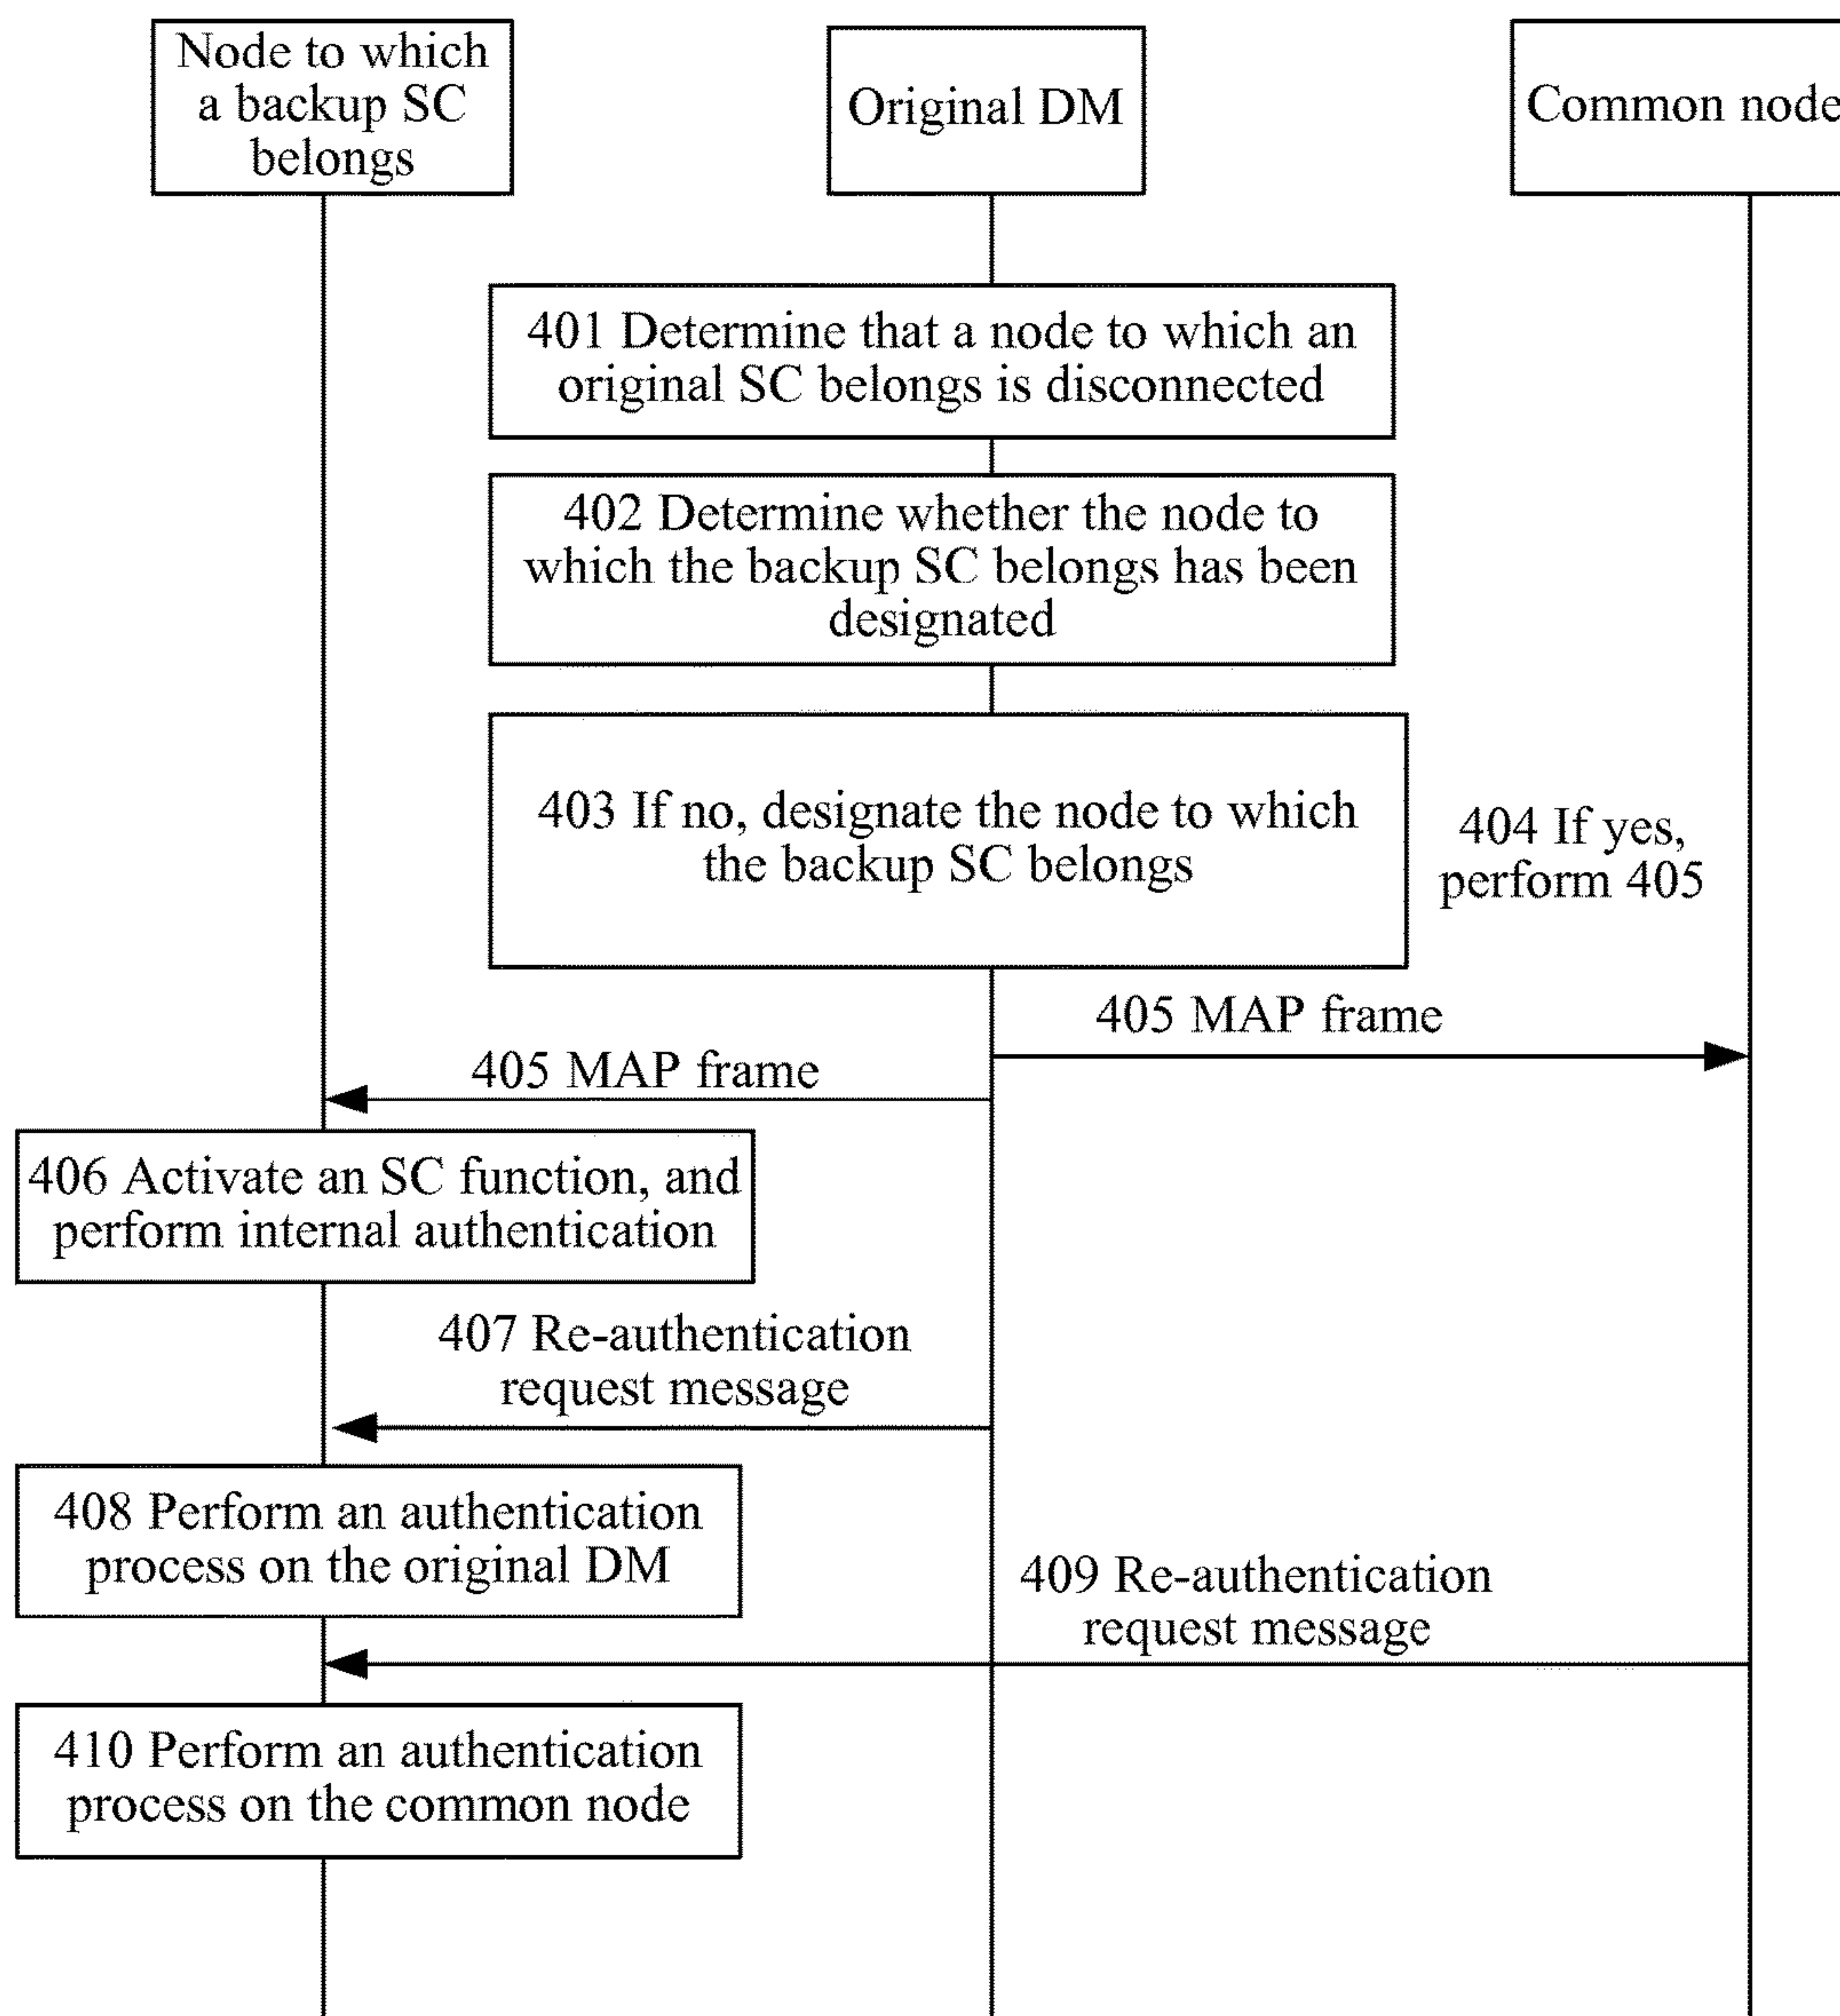 Node to which
a backup SC
belongs
Original DM
Common node
401 Determine that a node to which an
original SC belongs is disconnected
402 Determine whether the node to
which the backup SC belongs has been
designated
403 If no, designate the node to which
the backup SC belongs
404 If yes,
perform 405
405 MAP frame
405 MAP frame
406 Activate an SC function, and
perform internal authentication
407 Re-authentication
request message
408 Perform an authentication
process on the original DM
409 Re-authentication
request message
410 Perform an authentication
process on the common node